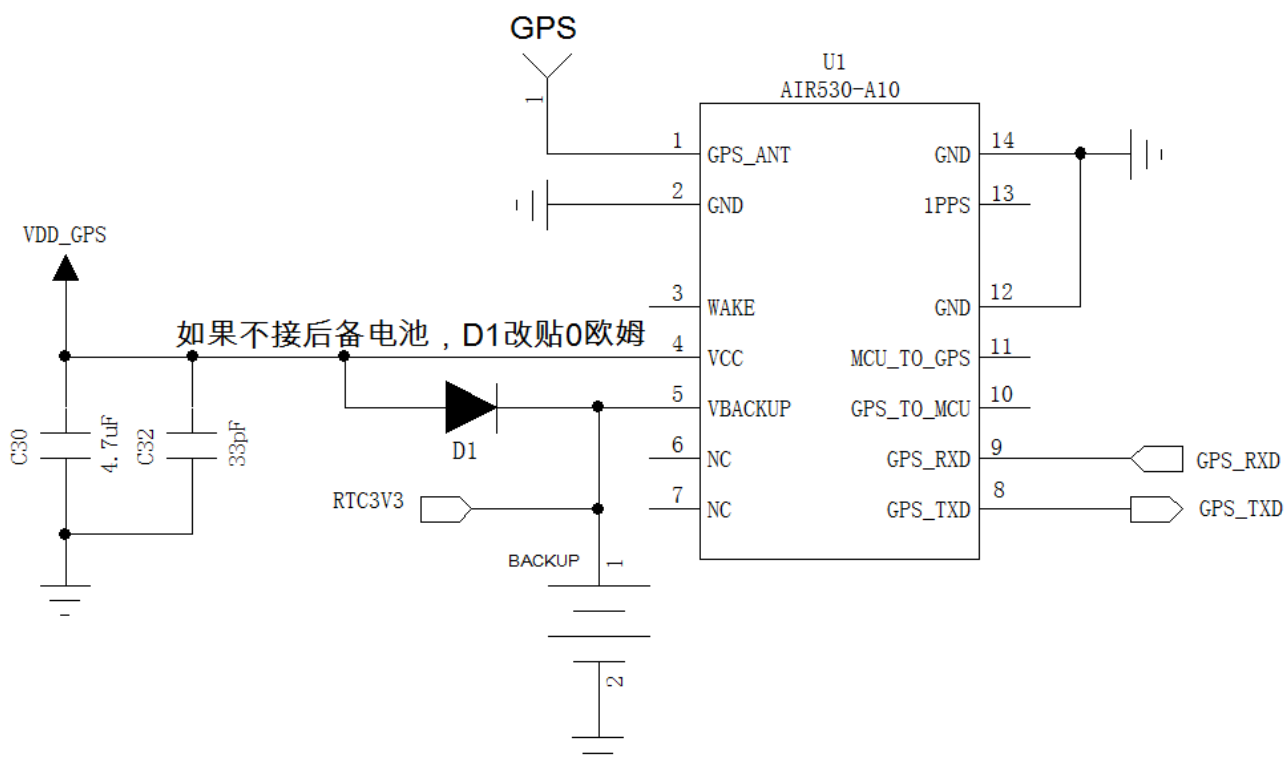 GPS
1
U1
AIR530-A10
1
GPS_ANT
GND
14
2
GND
1PPS
13
VDD_GPS
3
WAKE
GND
12
如果不接后备电池，D1改贴0欧姆
4
VCC
MCU_TO_GPS
11
5
VBACKUP
GPS_TO_MCU
10
C30
4.7uF
C32
33pF
D1
6
NC
GPS_RXD
9
GPS_RXD
RTC3V3
7
NC
GPS_TXD
8
GPS_TXD
BACKUP
1
2